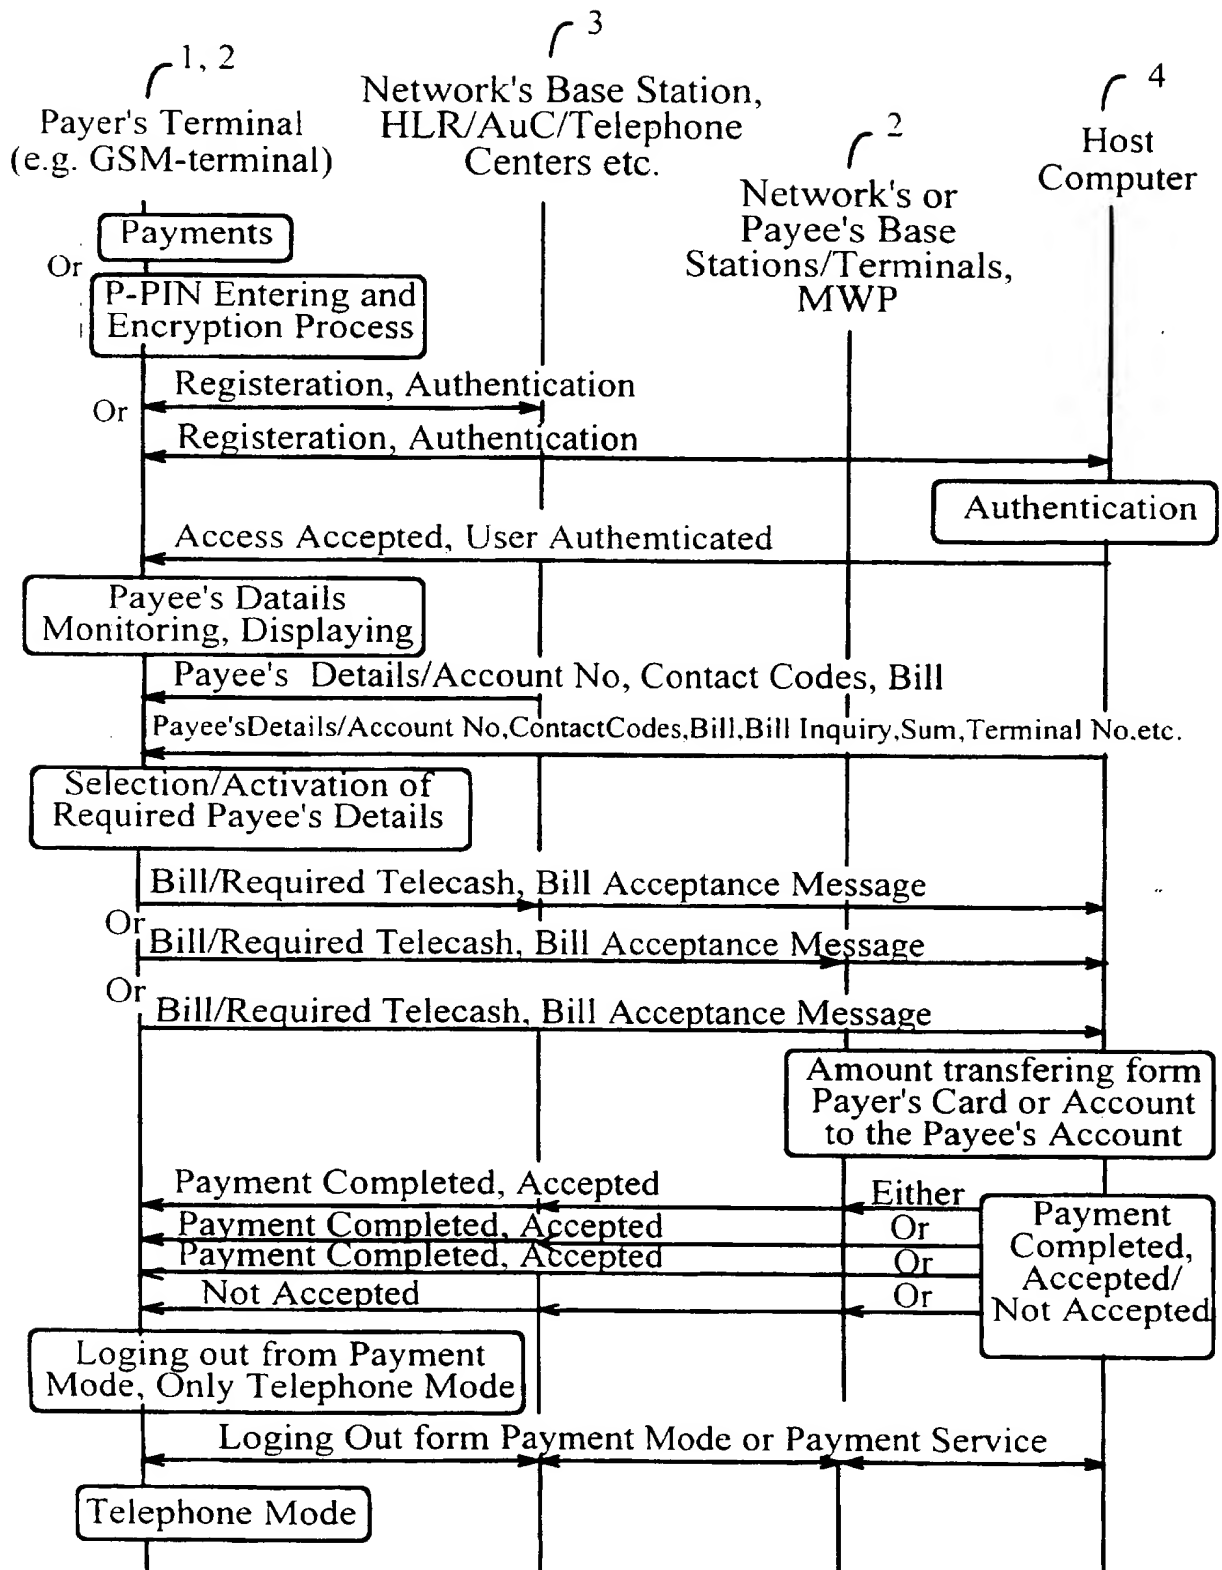 1, 2
3
2
4
Payer's Terminal
(e.g. GSM-terminal)
Network's Base Station,
HLR/AuC/Telephone
Centers etc.
Network's or
Payee's Base
Stations/Terminals,
MWP
Host
Computer
Payments
Or
P-PIN Entering and
Encryption Process
Registeration, Authentication
Or
Registeration, Authentication
Authentication
Access Accepted, User Authemticated
Payee's Datails
Monitoring, Displaying
Payee's Details/Account No, Contact Codes, Bill
Payee'sDetails/Account No,ContactCodes,Bill,Bill Inquiry,Sum,Terminal No.etc.
Selection/Activation of
Required Payee's Details
Bill/Required Telecash, Bill Acceptance Message
Or
Bill/Required Telecash, Bill Acceptance Message
Or
Bill/Required Telecash, Bill Acceptance Message
Amount transfering form
Payer's Card or Account
to the Payee's Account
Payment Completed, Accepted
Either
Payment Completed, Accepted
Or
Payment Completed, Accepted
Or
Not Accepted
Or
Payment
Completed,
Accepted/
Not Accepted
Loging out from Payment
Mode, Only Telephone Mode
Loging Out form Payment Mode or Payment Service
Telephone Mode